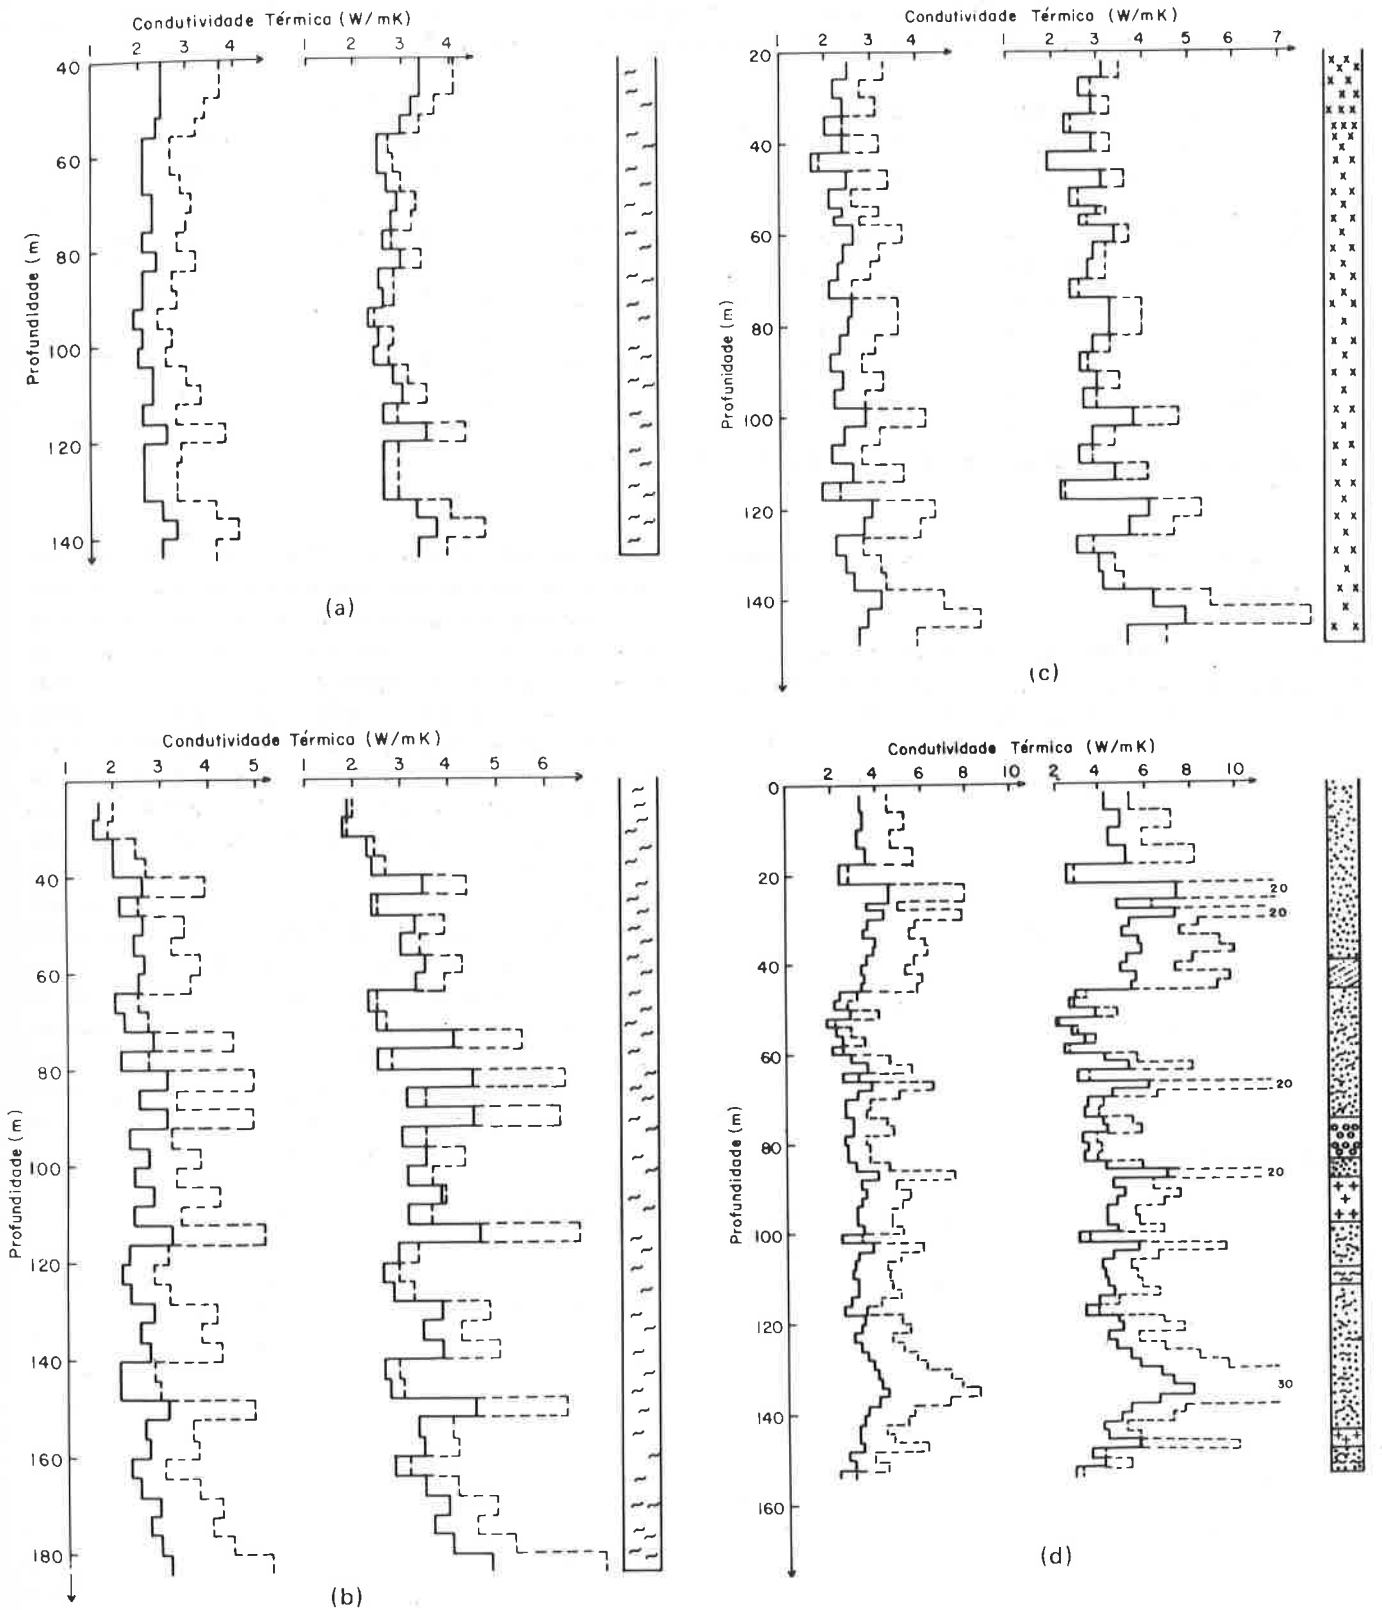 Condutividade Térmica (W/mK)
1 2 3 4 1 2 3 4
40
60
80
100
120
140
Profundidade (m)
(a)
Condutividade Térmica (W/mK)
1 2 3 4 1 2 3 4 5 6 7
20
40
60
80
100
120
140
Profunidade (m)
(c)
Condutividade Térmica (W/mK)
1 2 3 4 5 1 2 3 4 5 6
40
60
80
100
120
140
160
180
Profundidade (m)
(b)
Condutividade Térmica (W/mK)
2 4 6 8 10 2 4 6 8 10
0
20
40
60
80
100
120
140
160
Profundidade (m)
20
20
20
20
30
(d)